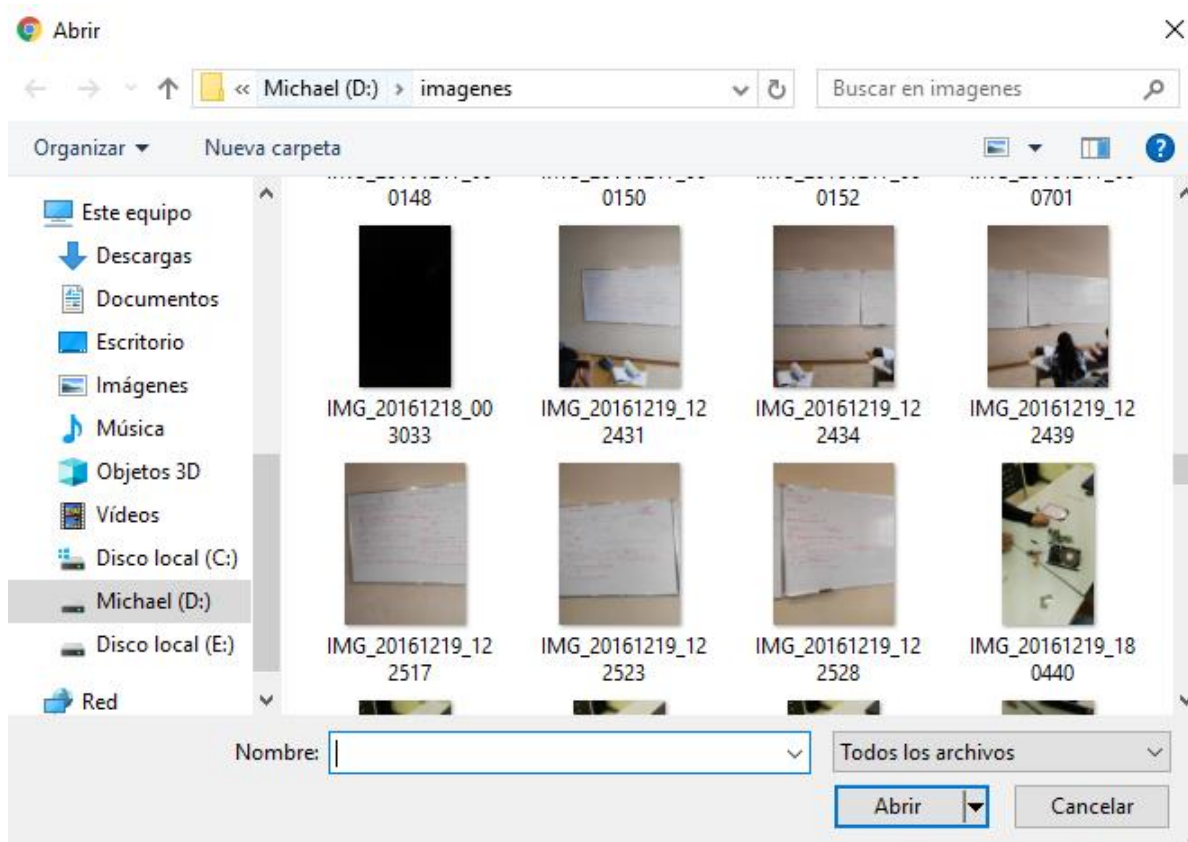 Abrir
« Michael (D:) › imagenes
Buscar en imagenes
Organizar
Nueva carpeta
Este equipo
Descargas
Documentos
Escritorio
Imágenes
Música
Objetos 3D
Vídeos
Disco local (C:)
Michael (D:)
Disco local (E:)
Red
0148
0150
0152
0701
IMG_20161218_00
3033
IMG_20161219_12
2431
IMG_20161219_12
2434
IMG_20161219_12
2439
IMG_20161219_12
2517
IMG_20161219_12
2523
IMG_20161219_12
2528
IMG_20161219_18
0440
Nombre:
Todos los archivos
Abrir
Cancelar